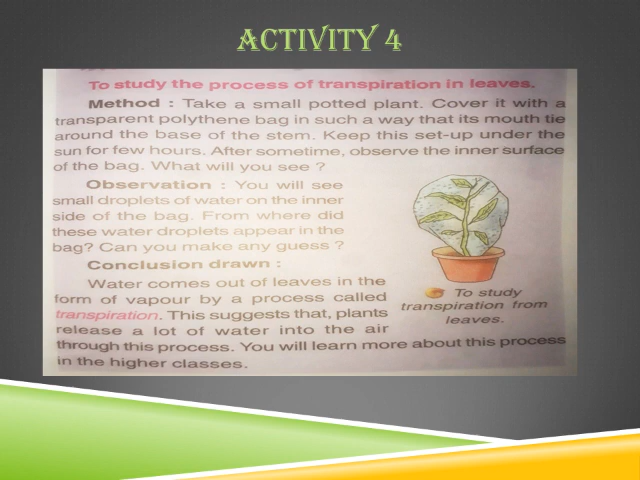 ACTIVITY 4
To study the process of transpiration in leaves.
Method : Take a small potted plant. Cover it with a
transparent polythene bag in such a way that its mouth tie
around the base of the stem. Keep this set-up under the
sun for few hours. After sometime, observe the inner surface
of the bag. What will you see ?
Observation : You will see
small droplets of water on the inner
side of the bag. From where did
these water droplets appear in the
bag? Can you make any guess ?
Conclusion drawn :
Water comes out of leaves in the
form of vapour by a process called
transpiration. This suggests that, plants
release a lot of water into the air
through this process. You will learn more about this process
in the higher classes.
To study
transpiration from
leaves.